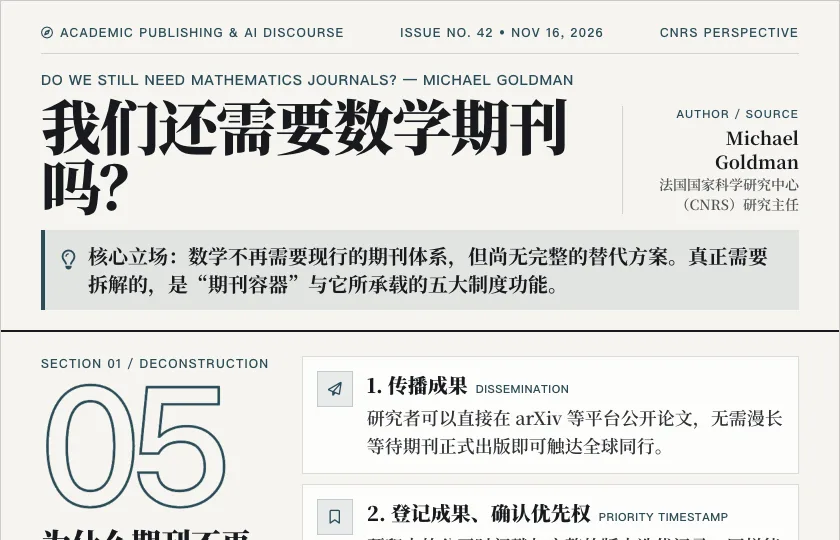 ACADEMIC PUBLISHING & AI DISCOURSE
ISSUE NO. 42 • NOV 16, 2026
CNRS PERSPECTIVE
DO WE STILL NEED MATHEMATICS JOURNALS? — MICHAEL GOLDMAN
我们还需要数学期刊
吗?
AUTHOR / SOURCE
Michael
Goldman
法国国家科学研究中心
（CNRS）研究主任
核心立场：数学不再需要现行的期刊体系，但尚无完整的替代方案。真正需要
拆解的，是“期刊容器”与它所承载的五大制度功能。
SECTION 01 / DECONSTRUCTION
05
为什么期刊不再
1. 传播成果 DISSEMINATION
研究者可以直接在 arXiv 等平台公开论文，无需漫长
等待期刊正式出版即可触达全球同行。
2. 登记成果、确认优先权 PRIORITY TIMESTAMP